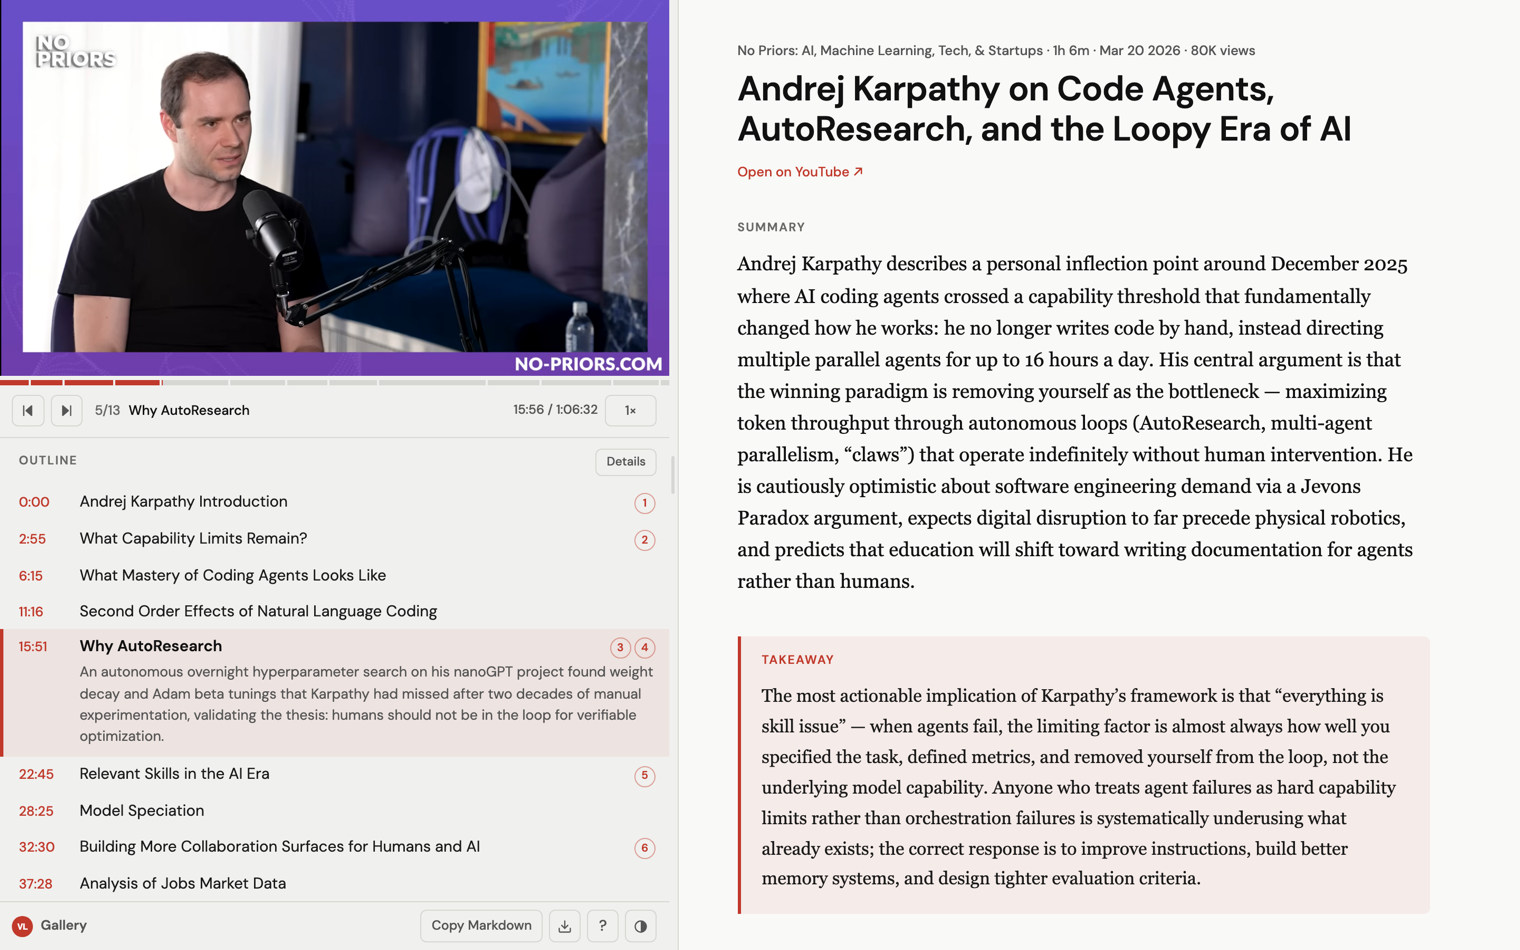 NO
PRIORS
NO-PRIORS.COM
5/13 Why AutoResearch 15:56 / 1:06:32 1×
OUTLINE Details
0:00 Andrej Karpathy Introduction 1
2:55 What Capability Limits Remain? 2
6:15 What Mastery of Coding Agents Looks Like
11:16 Second Order Effects of Natural Language Coding
15:51 Why AutoResearch 3 4
An autonomous overnight hyperparameter search on his nanoGPT project found weight
decay and Adam beta tunings that Karpathy had missed after two decades of manual
experimentation, validating the thesis: humans should not be in the loop for verifiable
optimization.
22:45 Relevant Skills in the AI Era 5
28:25 Model Speciation
32:30 Building More Collaboration Surfaces for Humans and AI 6
37:28 Analysis of Jobs Market Data
VL Gallery Copy Markdown ?
No Priors: AI, Machine Learning, Tech, & Startups · 1h 6m · Mar 20 2026 · 80K views
Andrej Karpathy on Code Agents,
AutoResearch, and the Loopy Era of AI
Open on YouTube ↗
SUMMARY
Andrej Karpathy describes a personal inflection point around December 2025
where AI coding agents crossed a capability threshold that fundamentally
changed how he works: he no longer writes code by hand, instead directing
multiple parallel agents for up to 16 hours a day. His central argument is that
the winning paradigm is removing yourself as the bottleneck — maximizing
token throughput through autonomous loops (AutoResearch, multi-agent
parallelism, “claws”) that operate indefinitely without human intervention. He
is cautiously optimistic about software engineering demand via a Jevons
Paradox argument, expects digital disruption to far precede physical robotics,
and predicts that education will shift toward writing documentation for agents
rather than humans.
TAKEAWAY
The most actionable implication of Karpathy’s framework is that “everything is
skill issue” — when agents fail, the limiting factor is almost always how well you
specified the task, defined metrics, and removed yourself from the loop, not the
underlying model capability. Anyone who treats agent failures as hard capability
limits rather than orchestration failures is systematically underusing what
already exists; the correct response is to improve instructions, build better
memory systems, and design tighter evaluation criteria.